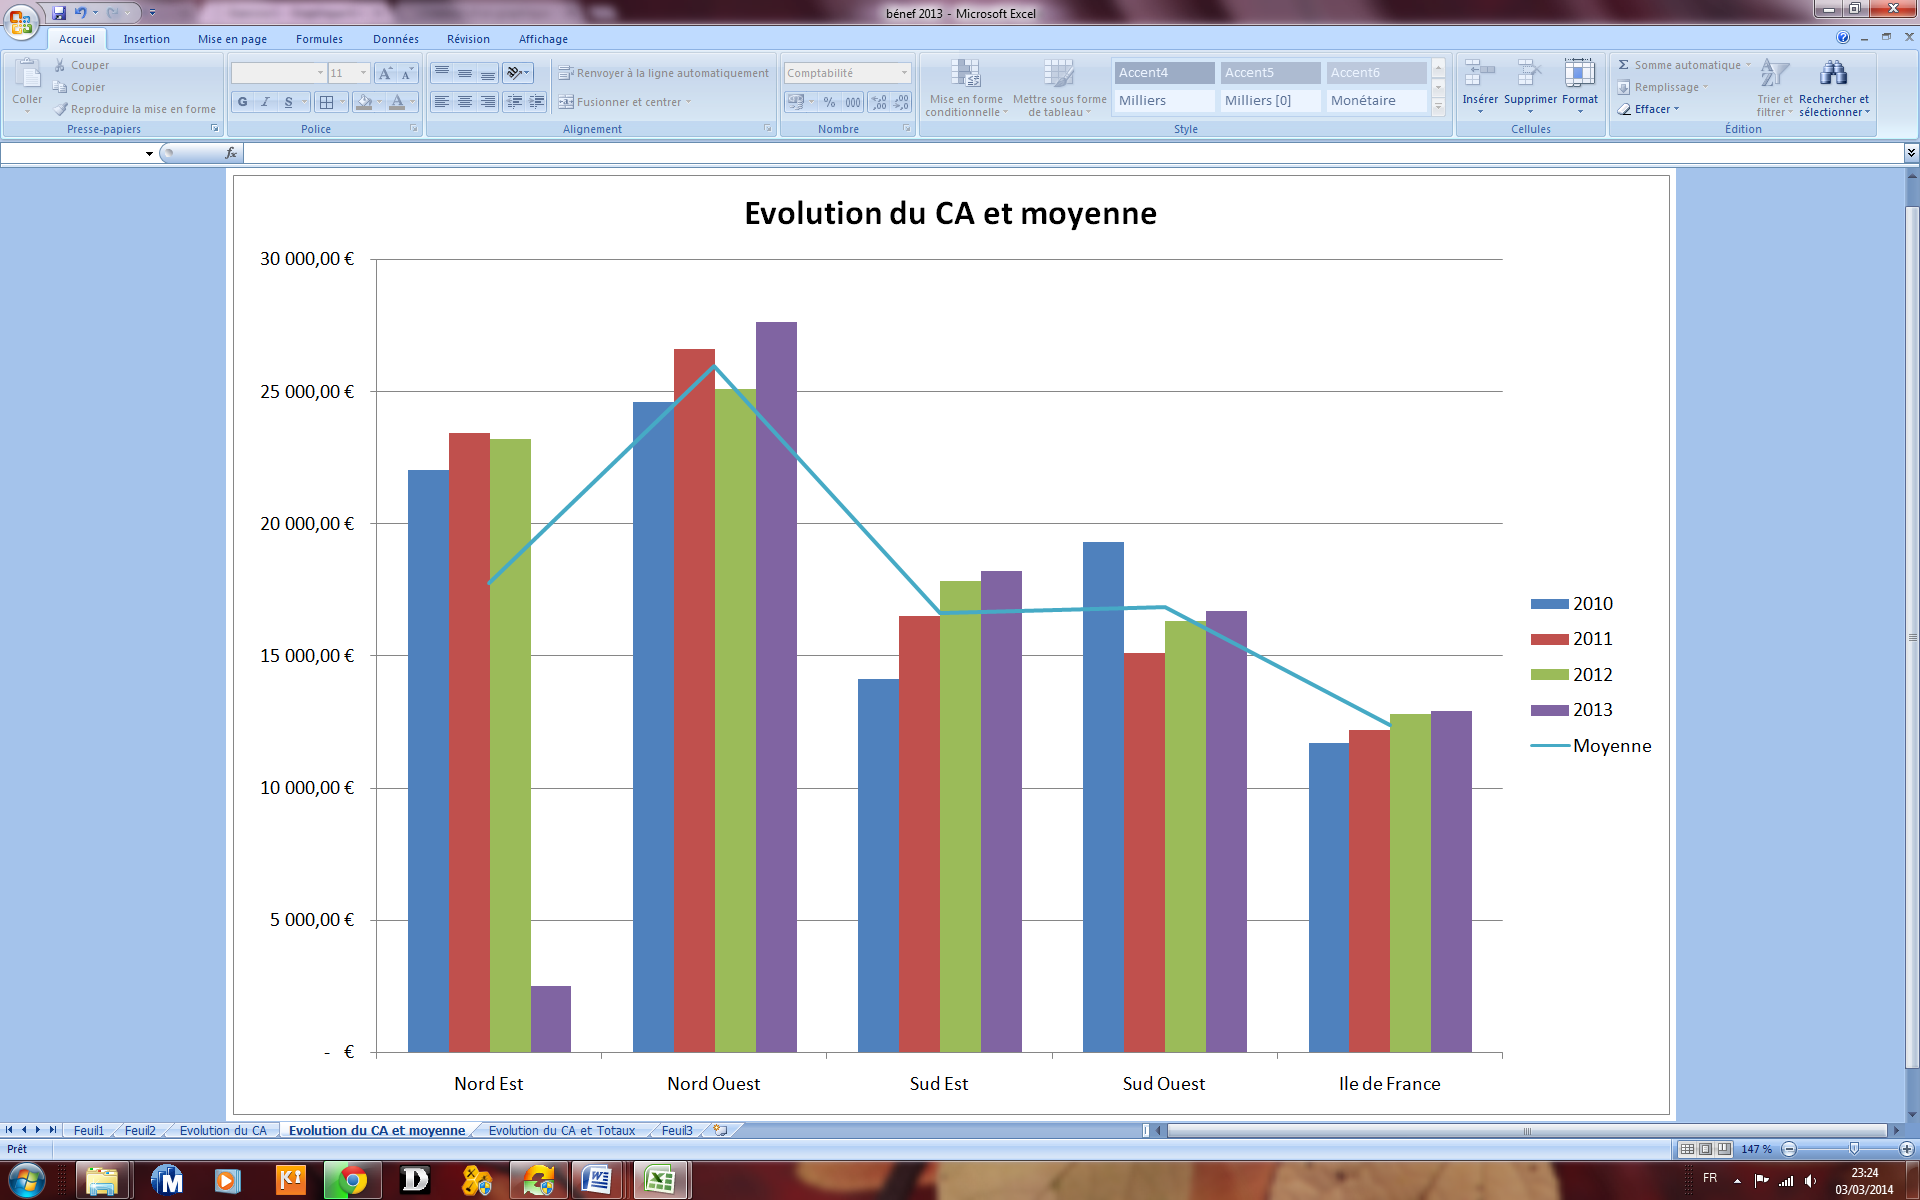 bénef 2013 - Microsoft Excel
Accueil Insertion Mise en page Formules Données Révision Affichage
Coller
Couper
Copier
Reproduire la mise en forme
Presse-papiers
11
G I S A
Police
Renvoyer à la ligne automatiquement
Fusionner et centrer
Alignement
Comptabilité
% 000
Nombre
Mise en forme conditionnelle
Mettre sous forme de tableau
Accent4 Accent5 Accent6
Milliers Milliers [0] Monétaire
Style
Insérer Supprimer Format
Cellules
Σ Somme automatique
Remplissage
Effacer
Trier et filtrer
Rechercher et sélectionner
Édition
fx
Evolution du CA et moyenne
30 000,00 €
25 000,00 €
20 000,00 €
15 000,00 €
10 000,00 €
5 000,00 €
- €
Nord Est Nord Ouest Sud Est Sud Ouest Ile de France
2010
2011
2012
2013
Moyenne
Feuil1 Feuil2 Evolution du CA Evolution du CA et moyenne Evolution du CA et Totaux Feuil3
Prêt
147 %
FR
23:24
03/03/2014